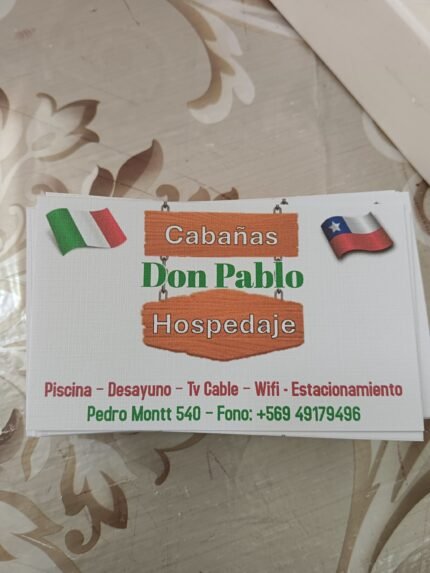 Cabañas
Don Pablo
Hospedaje
Piscina - Desayuno - Tv Cable - Wifi - Estacionamiento
Pedro Montt 540 - Fono: +569 49179496